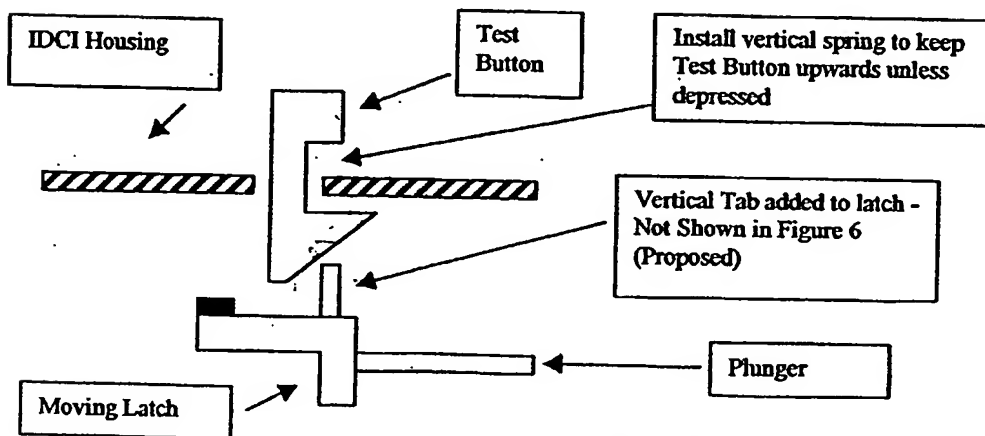 IDCI Housing
Test
Button
Install vertical spring to keep
Test Button upwards unless
depressed
Vertical Tab added to latch -
Not Shown in Figure 6
(Proposed)
Plunger
Moving Latch